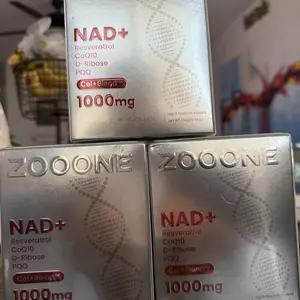 NAD+
Resveratrol
CoQ10
D-Ribose
PQQ
1000mg
ZOOONE
NAD+
Resveratrol
CoQ10
D-Ribose
PQQ
1000mg
ZOOONE
NAD+
Resveratrol
CoQ10
D-Ribose
PQQ
1000mg